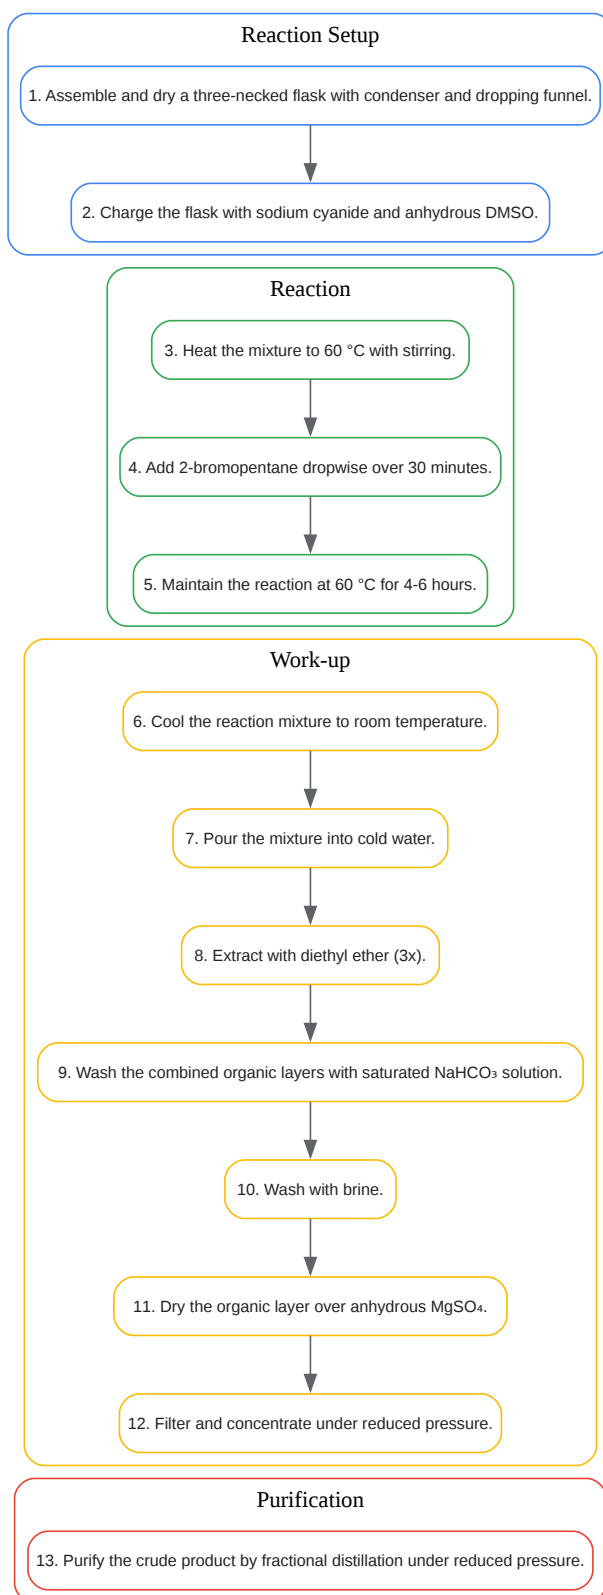 Reaction Setup
1. Assemble and dry a three-necked flask with condenser and dropping funnel.
2. Charge the flask with sodium cyanide and anhydrous DMSO.
Reaction
3. Heat the mixture to 60 °C with stirring.
4. Add 2-bromopentane dropwise over 30 minutes.
5. Maintain the reaction at 60 °C for 4-6 hours.
Work-up
6. Cool the reaction mixture to room temperature.
7. Pour the mixture into cold water.
8. Extract with diethyl ether (3x).
9. Wash the combined organic layers with saturated NaHCO₃ solution.
10. Wash with brine.
11. Dry the organic layer over anhydrous MgSO₄.
12. Filter and concentrate under reduced pressure.
Purification
13. Purify the crude product by fractional distillation under reduced pressure.